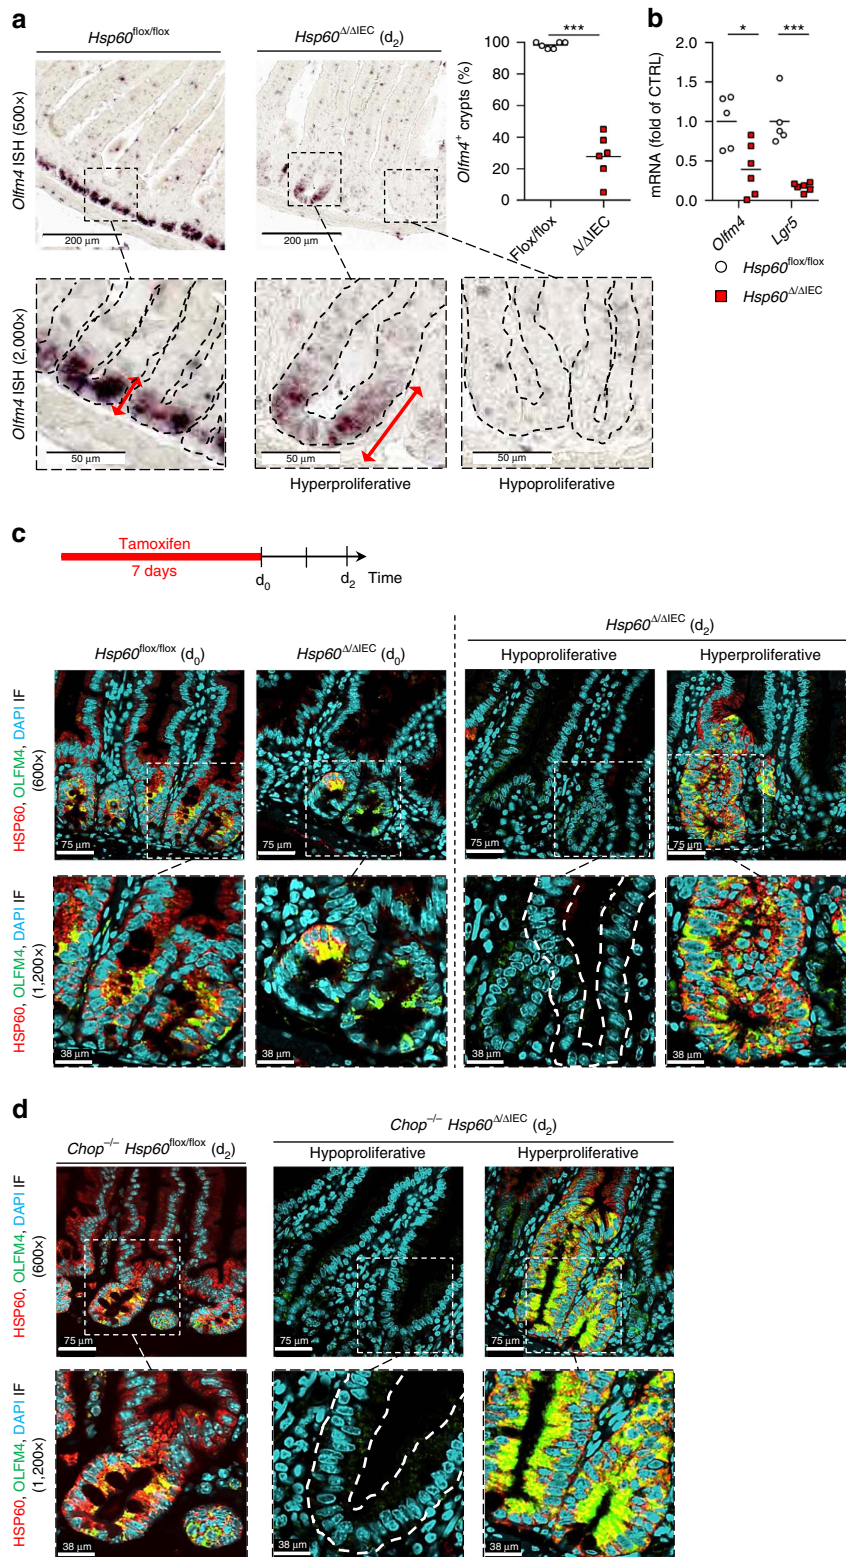 a
Hsp60flox/flox
Hsp60Δ/ΔIEC (d2)
Olfm4 ISH (500×)
200 μm
200 μm
Olfm4+ crypts (%)
100
80
60
40
20
0
***
Flox/flox
Δ/ΔIEC
b
mRNA (fold of CTRL)
2.0
1.5
1.0
0.5
0
*
***
Olfm4
Lgr5
Hsp60flox/flox
Hsp60Δ/ΔIEC
Olfm4 ISH (2,000×)
50 μm
50 μm
50 μm
Hyperproliferative
Hypoproliferative
c
Tamoxifen
7 days
d0
d2
Time
Hsp60flox/flox (d0)
Hsp60Δ/ΔIEC (d0)
Hsp60Δ/ΔIEC (d2)
Hypoproliferative
Hyperproliferative
HSP60, OLFM4, DAPI IF
(600×)
75 μm
75 μm
75 μm
75 μm
HSP60, OLFM4, DAPI IF
(1,200×)
38 μm
38 μm
38 μm
38 μm
d
Chop−/− Hsp60flox/flox (d2)
Chop−/− Hsp60Δ/ΔIEC (d2)
Hypoproliferative
Hyperproliferative
HSP60, OLFM4, DAPI IF
(600×)
75 μm
75 μm
75 μm
HSP60, OLFM4, DAPI IF
(1,200×)
38 μm
38 μm
38 μm